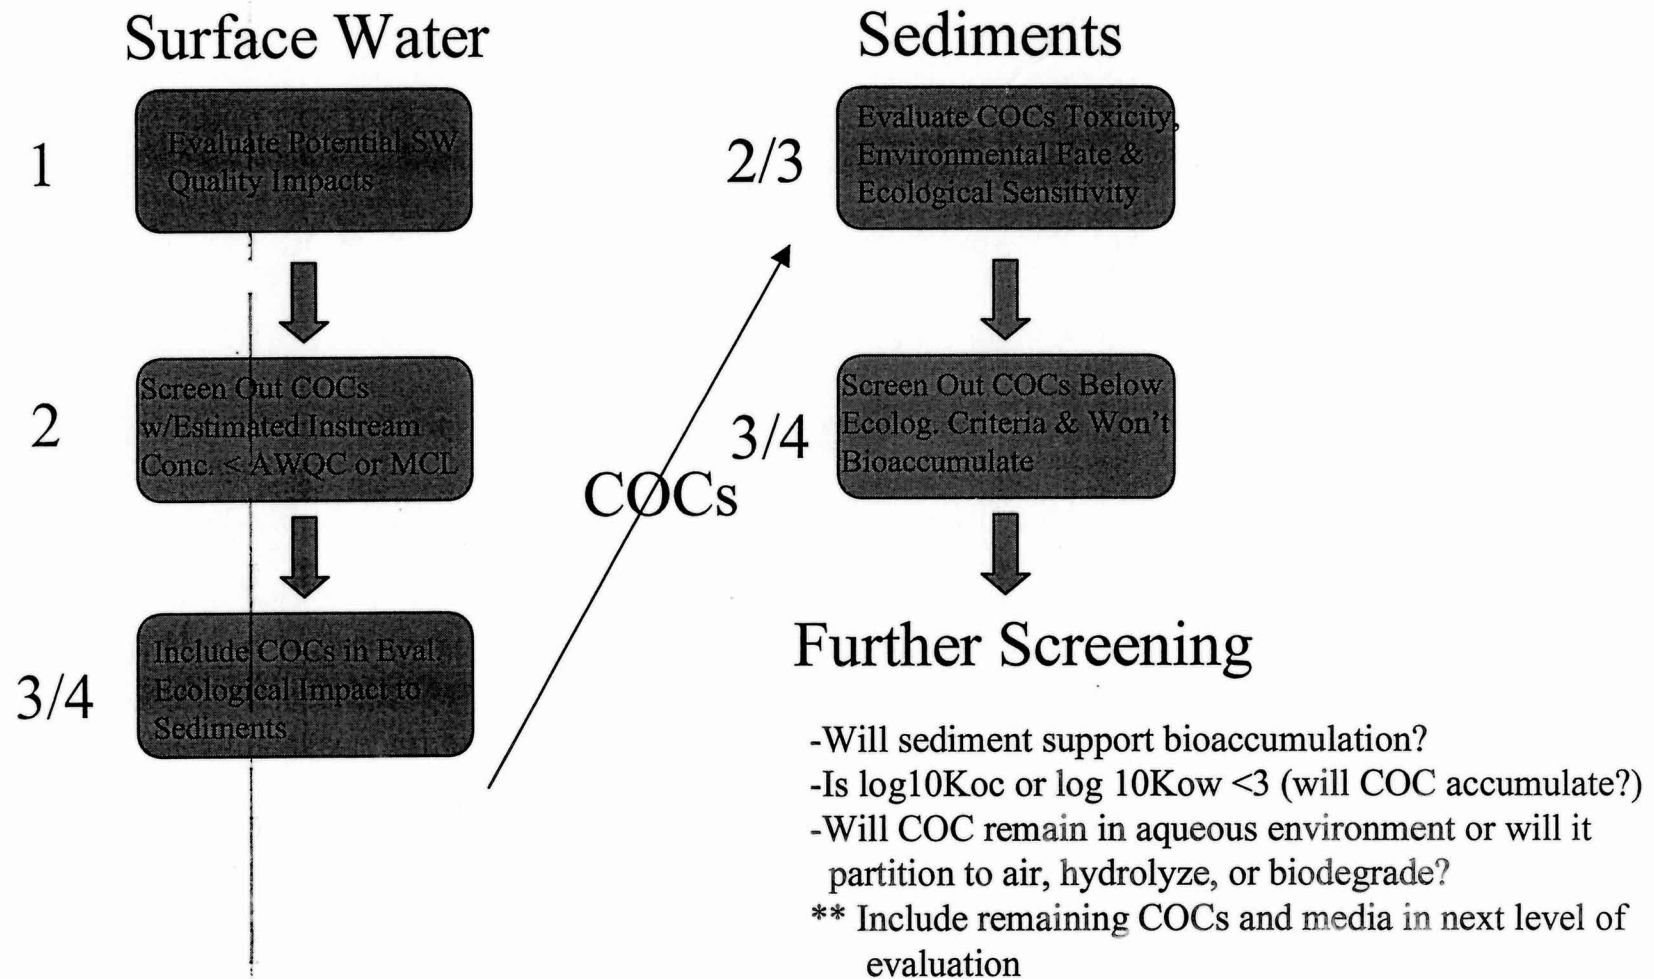 Surface Water
1
Evaluate Potential SW
Quality Impacts
2
Screen Out COCs
w/Estimated Instream
Conc. < AWQC or MCL
3/4
Include COCs in Eval.
Ecological Impact to
Sediments
COCs
Sediments
2/3
Evaluate COCs Toxicity,
Environmental Fate &
Ecological Sensitivity
3/4
Screen Out COCs Below
Ecolog. Criteria & Won't
Bioaccumulate
Further Screening
-Will sediment support bioaccumulation?
-Is log10Koc or log 10Kow <3 (will COC accumulate?)
-Will COC remain in aqueous environment or will it
partition to air, hydrolyze, or biodegrade?
** Include remaining COCs and media in next level of
evaluation